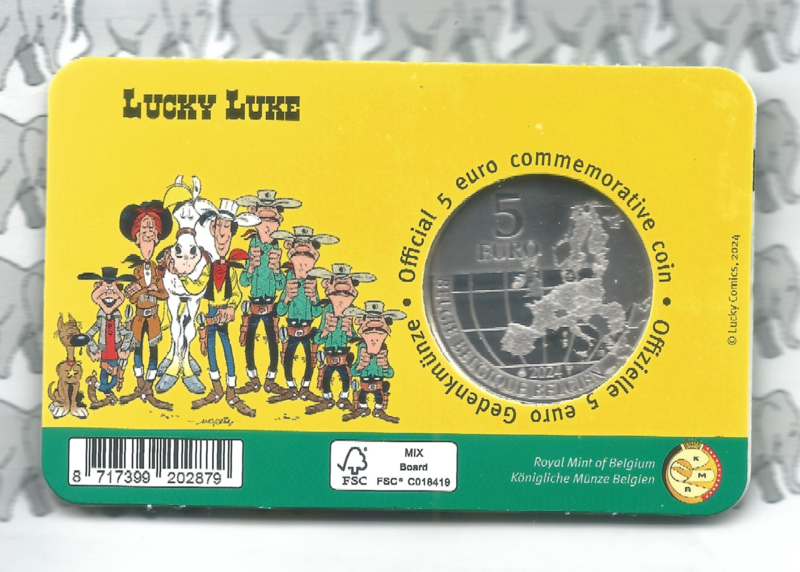 LUCKY LUKE
Official 5 euro commemorative coin • Offizielle 5 euro Gedenkmünze •
5
EURO
BELGIE BELGIQUE BELGIEN
2024
© Lucky Comics, 2024
8 717399 202879
FSC
MIX
Board
FSC® C018419
Royal Mint of Belgium
Königliche Münze Belgien
K
M
R